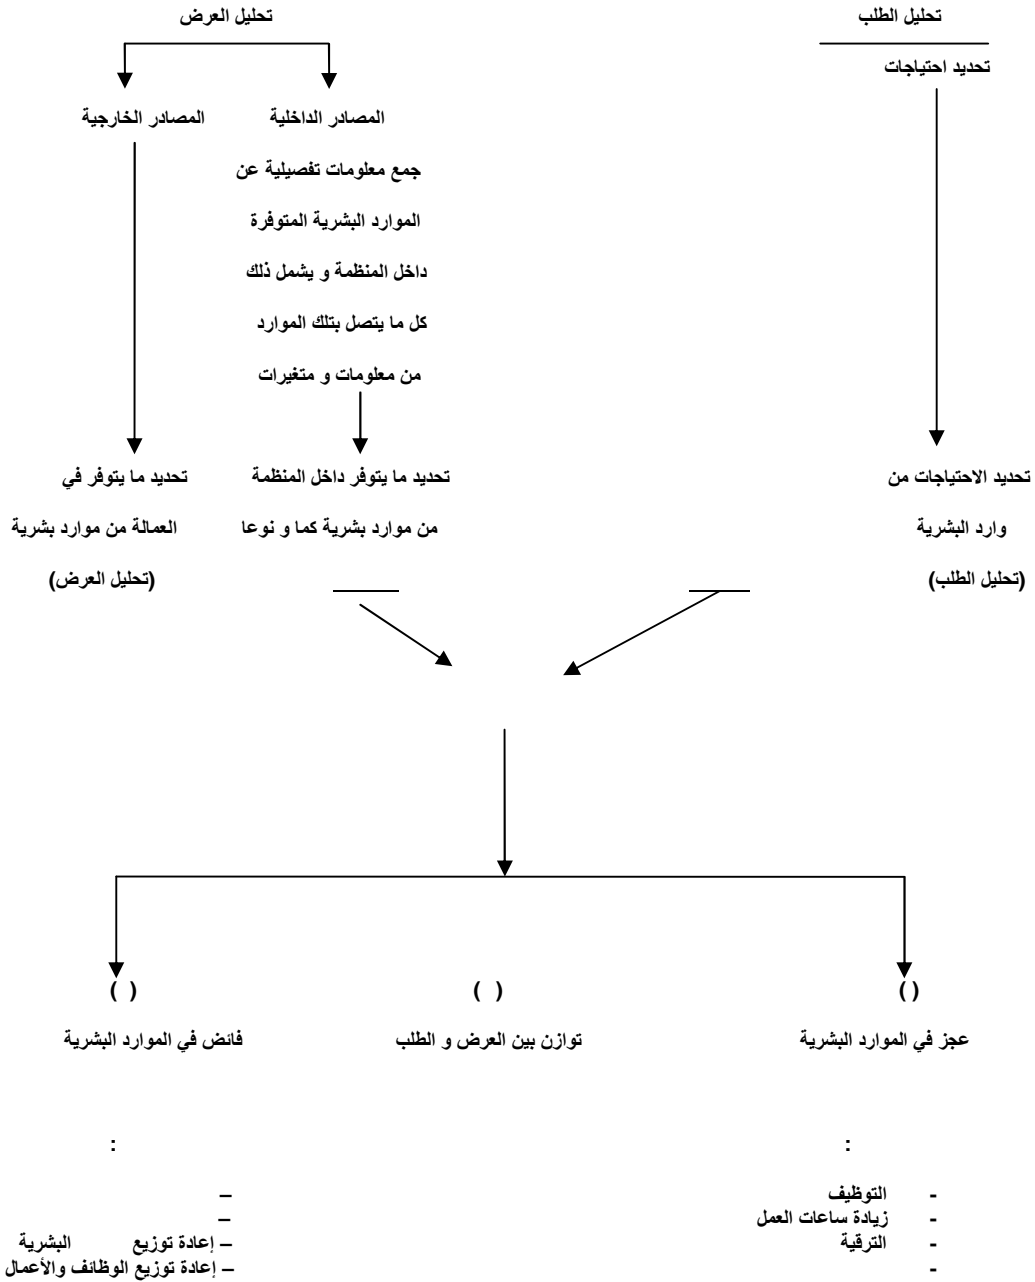 تحليل الطلب
تحديد احتياجات
تحديد الاحتياجات من
وارد البشرية
(تحليل الطلب)
تحليل العرض
المصادر الداخلية
جمع معلومات تفصيلية عن
الموارد البشرية المتوفرة
داخل المنظمة و يشمل ذلك
كل ما يتصل بتلك الموارد
من معلومات و متغيرات
تحديد ما يتوفر داخل المنظمة
من موارد بشرية كما و نوعا
المصادر الخارجية
تحديد ما يتوفر في
العمالة من موارد بشرية
(تحليل العرض)
( )
عجز في الموارد البشرية
:
- التوظيف
- زيادة ساعات العمل
- الترقية
-
( )
توازن بين العرض و الطلب
( )
فائض في الموارد البشرية
:
–
–
– إعادة توزيع البشرية
– إعادة توزيع الوظائف والأعمال